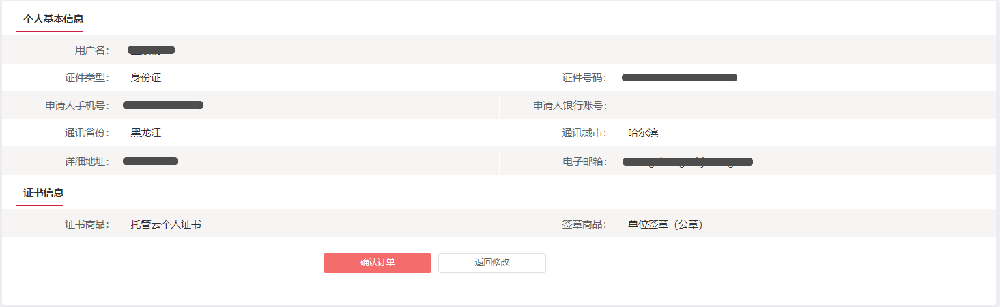 个人基本信息
用户名：
证件类型： 身份证 证件号码：
申请人手机号： 申请人银行账号：
通讯省份： 黑龙江 通讯城市： 哈尔滨
详细地址： 电子邮箱：
证书信息
证书商品： 托管云个人证书 签章商品： 单位签章（公章）
确认订单 返回修改